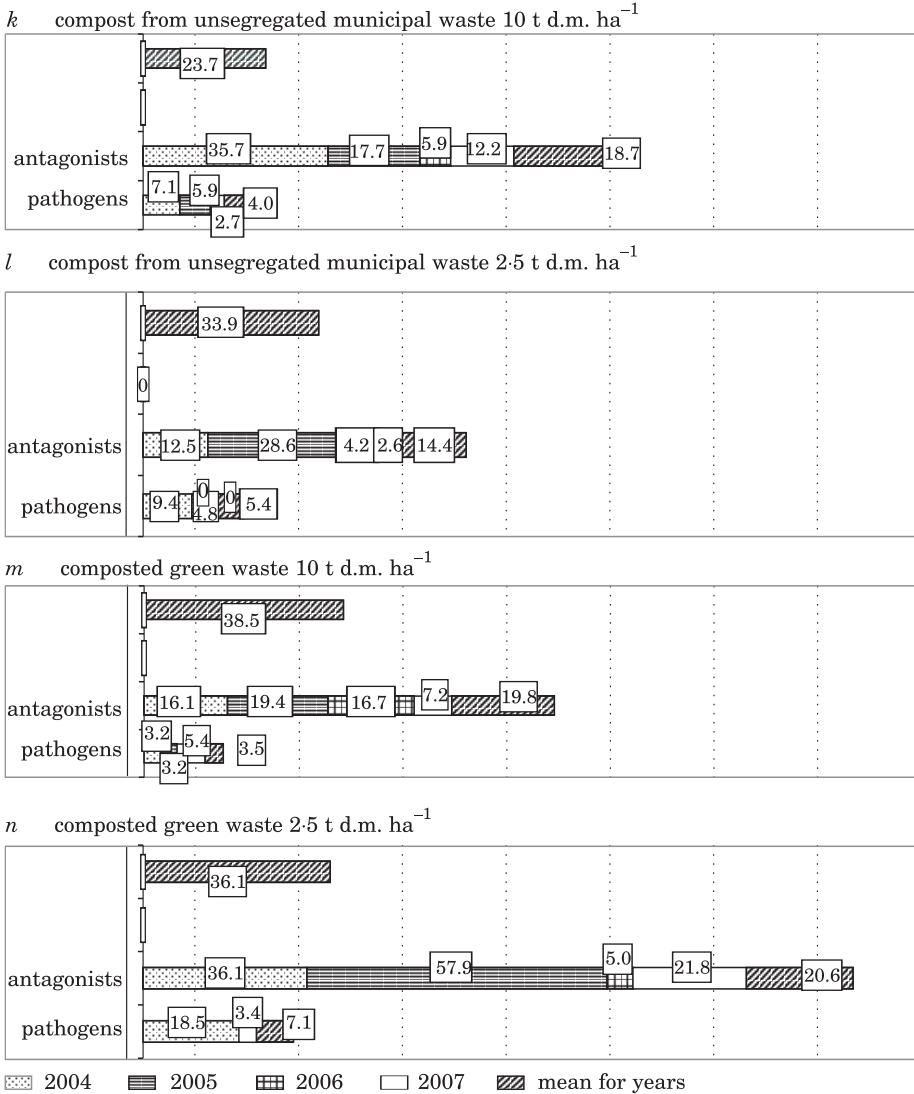 k compost from unsegregated municipal waste 10 t d.m. ha⁻¹
23.7
antagonists 35.7 17.7 5.9 12.2 18.7
pathogens 7.1 5.9 2.7 4.0
l compost from unsegregated municipal waste 2·5 t d.m. ha⁻¹
33.9
0
antagonists 12.5 28.6 4.2 2.6 14.4
pathogens 9.4 0 4.8 0 5.4
m composted green waste 10 t d.m. ha⁻¹
38.5
antagonists 16.1 19.4 16.7 7.2 19.8
pathogens 3.2 3.2 5.4 3.5
n composted green waste 2·5 t d.m. ha⁻¹
36.1
antagonists 36.1 57.9 5.0 21.8 20.6
pathogens 18.5 3.4 7.1
2004 2005 2006 2007 mean for years